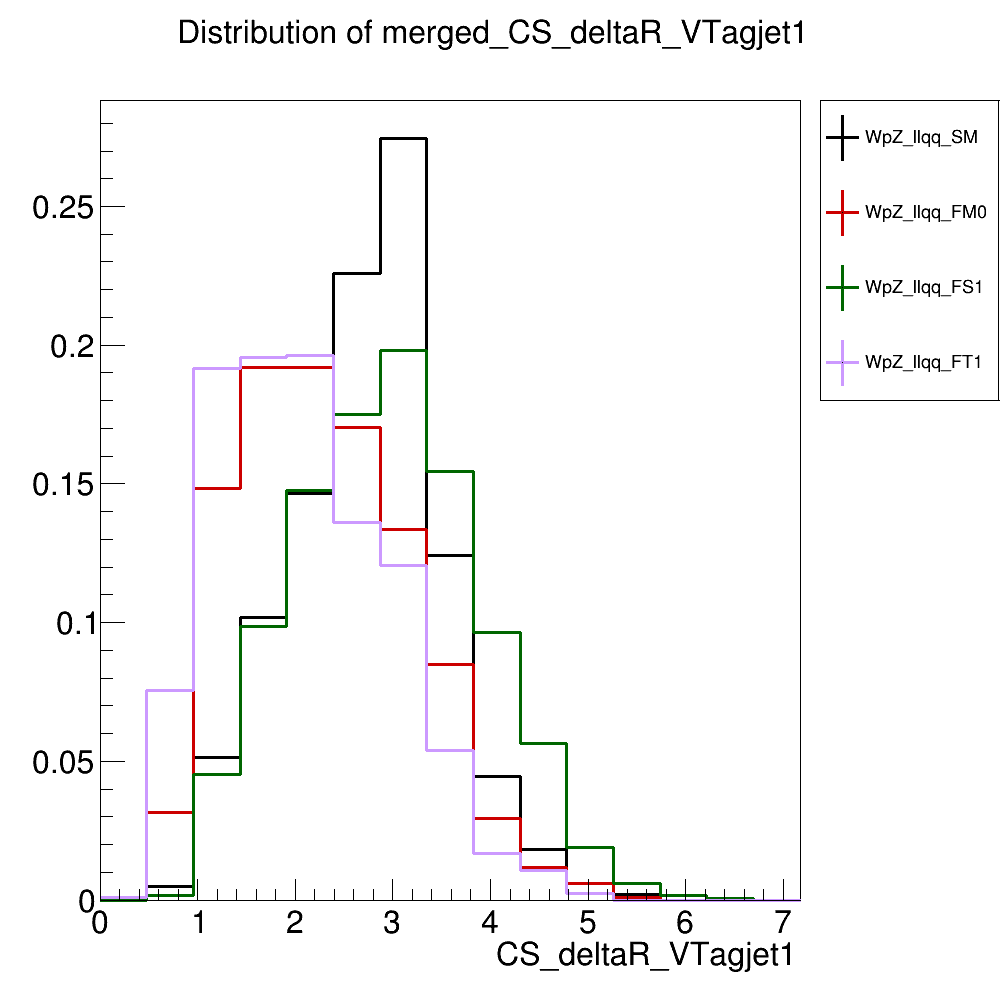 Distribution of merged_CS_deltaR_VTagjet1
WpZ_llqq_SM
WpZ_llqq_FM0
WpZ_llqq_FS1
WpZ_llqq_FT1
0.25
0.2
0.15
0.1
0.05
0
0 1 2 3 4 5 6 7
CS_deltaR_VTagjet1